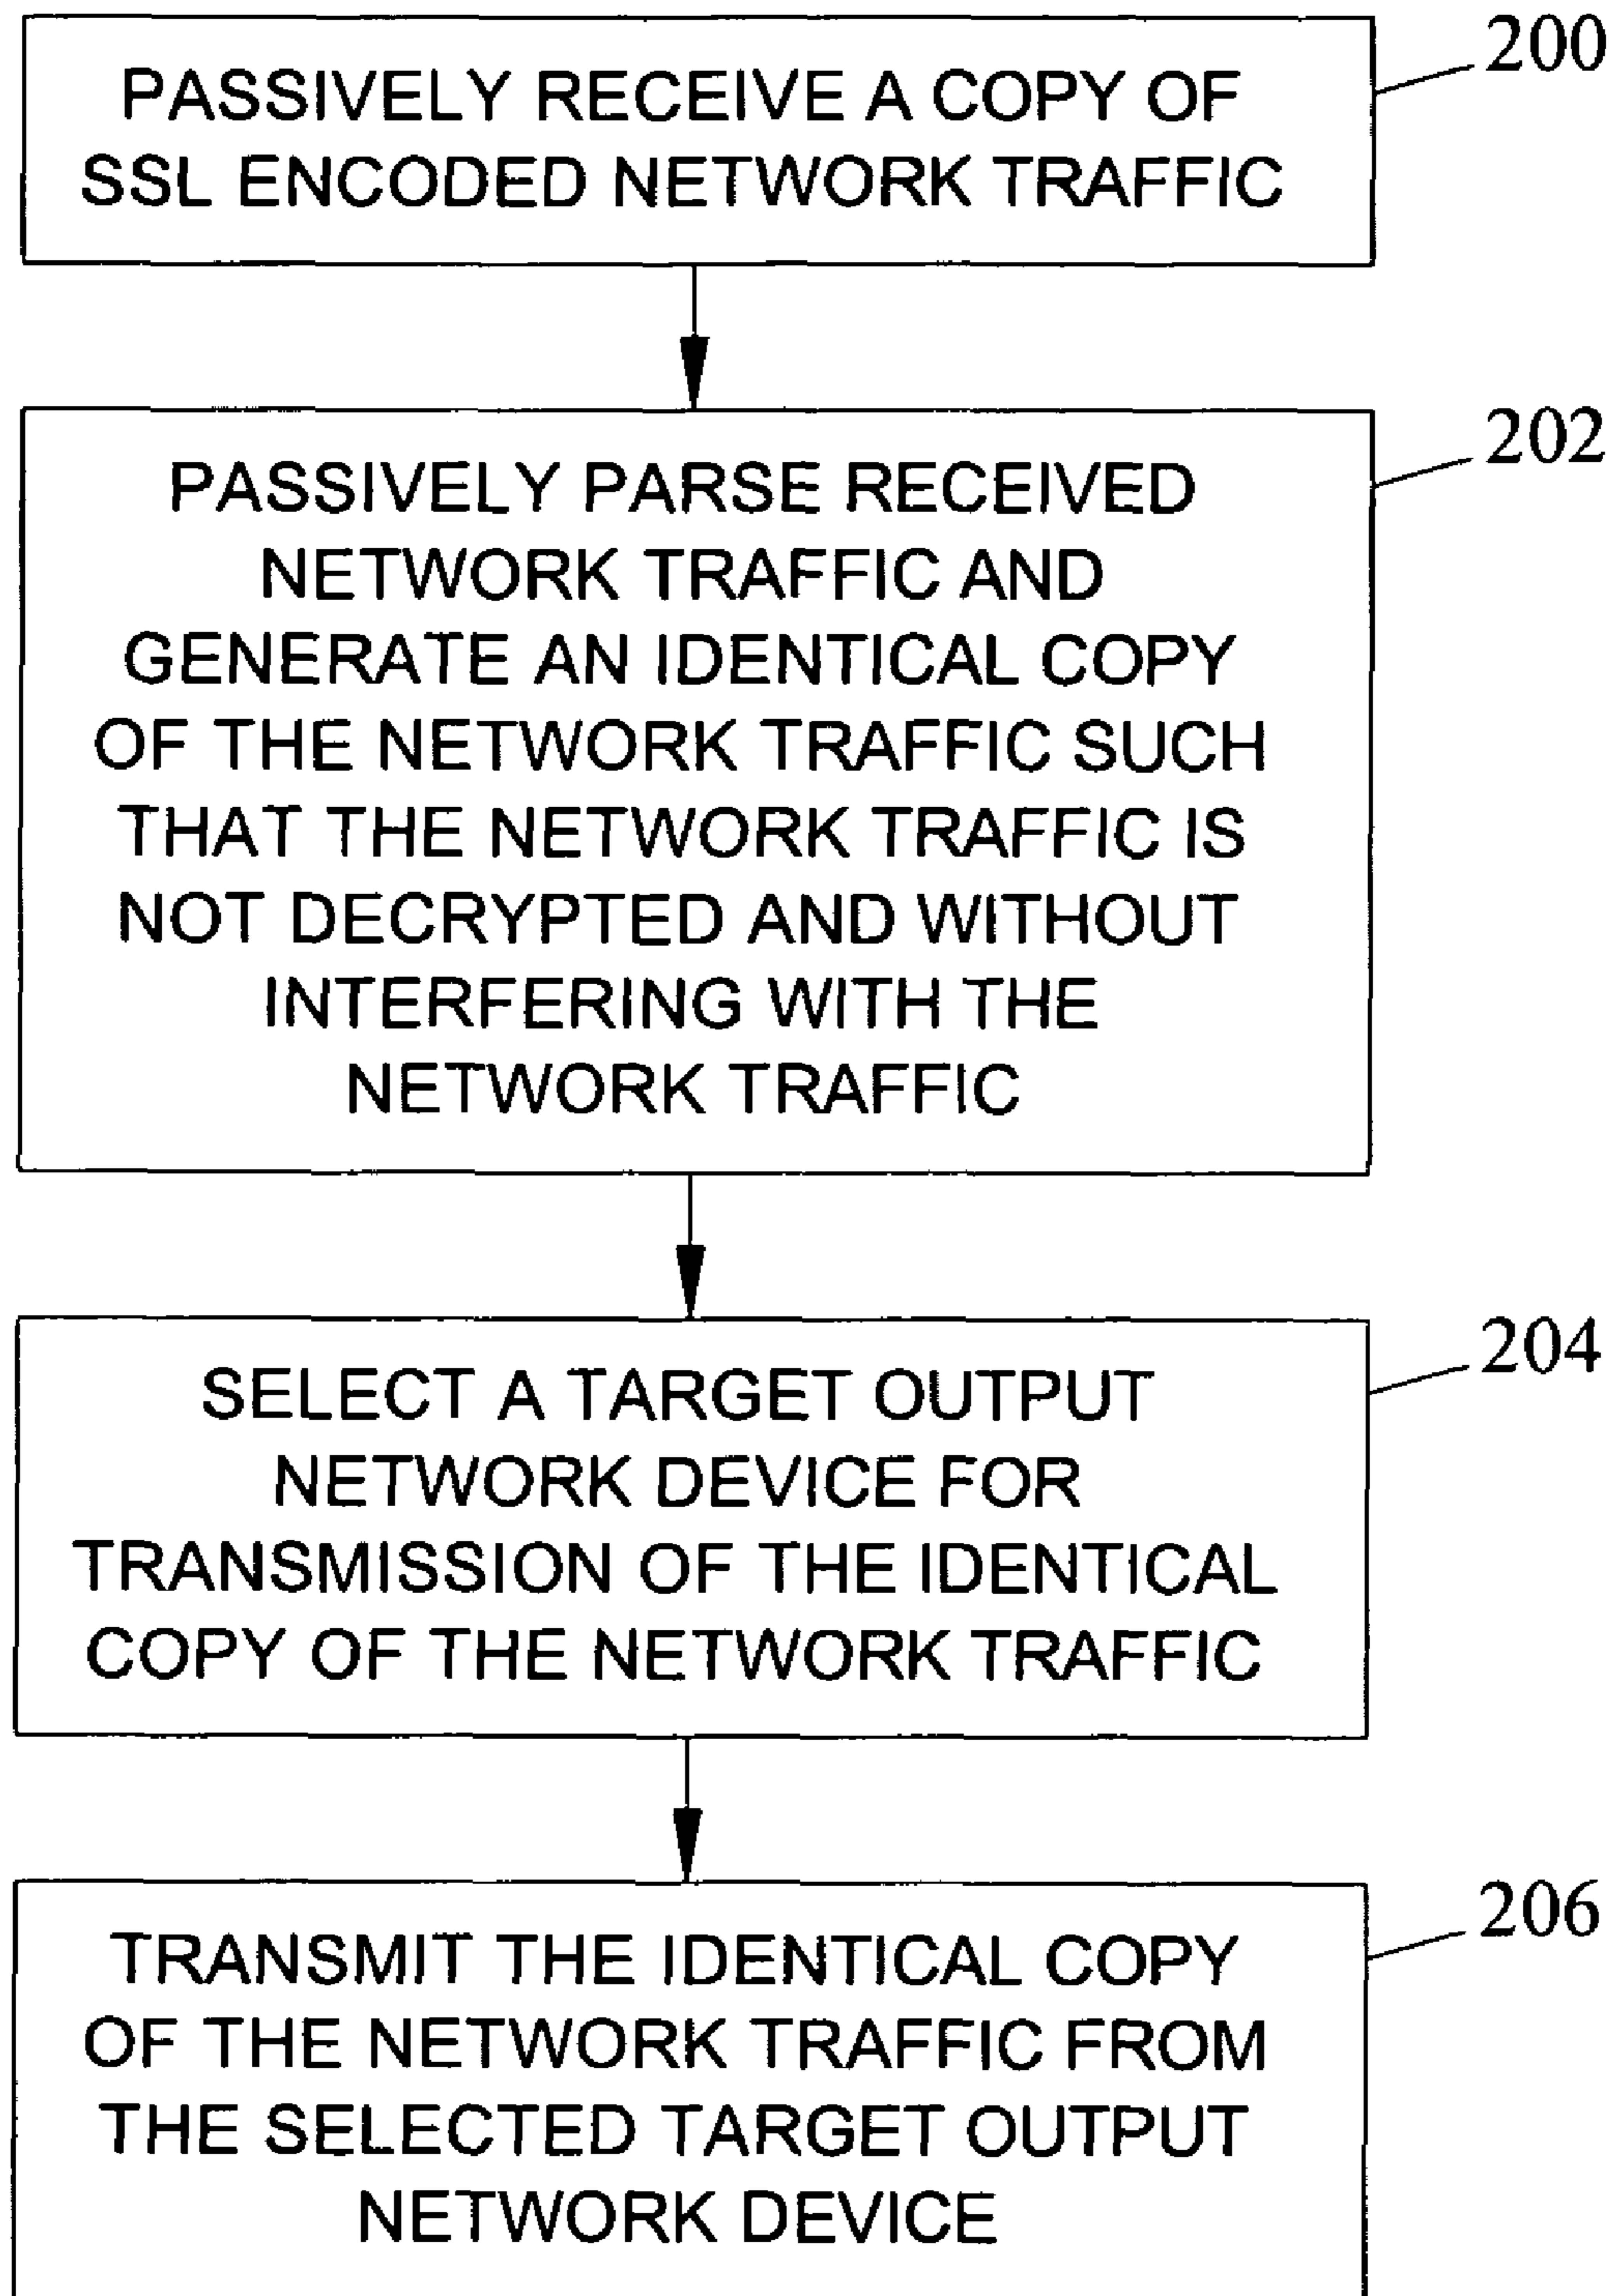 200
PASSIVELY RECEIVE A COPY OF
SSL ENCODED NETWORK TRAFFIC
202
PASSIVELY PARSE RECEIVED
NETWORK TRAFFIC AND
GENERATE AN IDENTICAL COPY
OF THE NETWORK TRAFFIC SUCH
THAT THE NETWORK TRAFFIC IS
NOT DECRYPTED AND WITHOUT
INTERFERING WITH THE
NETWORK TRAFFIC
204
SELECT A TARGET OUTPUT
NETWORK DEVICE FOR
TRANSMISSION OF THE IDENTICAL
COPY OF THE NETWORK TRAFFIC
206
TRANSMIT THE IDENTICAL COPY
OF THE NETWORK TRAFFIC FROM
THE SELECTED TARGET OUTPUT
NETWORK DEVICE